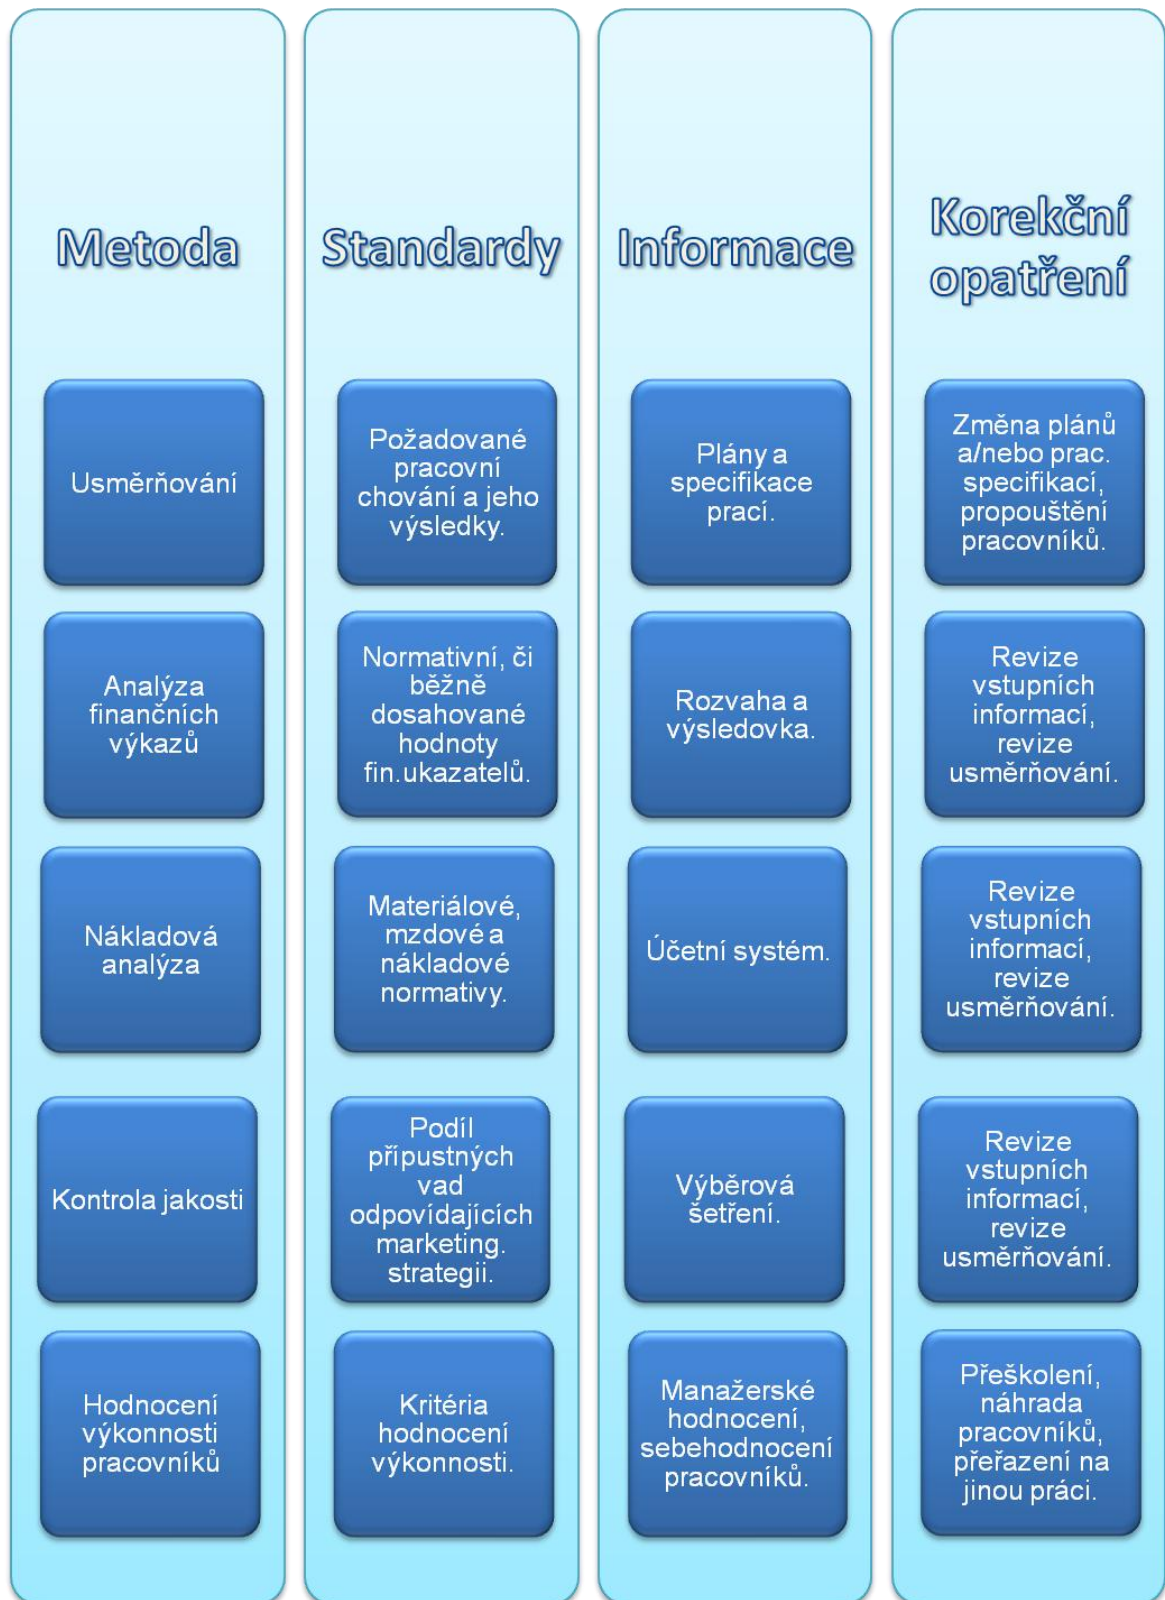 Metoda
Standardy
Informace
Korekční
opatření
Usměrňování
Požadované
pracovní
chování a jeho
výsledky.
Plány a
specifikace
prací.
Změna plánů
a/nebo prac.
specifikací,
propouštění
pracovníků.
Analýza
finančních
výkazů
Normativní, či
běžně
dosahované
hodnoty
fin.ukazatelů.
Rozvaha a
výsledovka.
Revize
vstupních
informací,
revize
usměrňování.
Nákladová
analýza
Materiálové,
mzdové a
nákladové
normativy.
Účetní systém.
Revize
vstupních
informací,
revize
usměrňování.
Kontrola jakosti
Podíl
přípustných
vad
odpovídajících
marketing.
strategii.
Výběrová
šetření.
Revize
vstupních
informací,
revize
usměrňování.
Hodnocení
výkonnosti
pracovníků
Kritéria
hodnocení
výkonnosti.
Manažerské
hodnocení,
sebehodnocení
pracovníků.
Přeškolení,
náhrada
pracovníků,
přeřazení na
jinou práci.